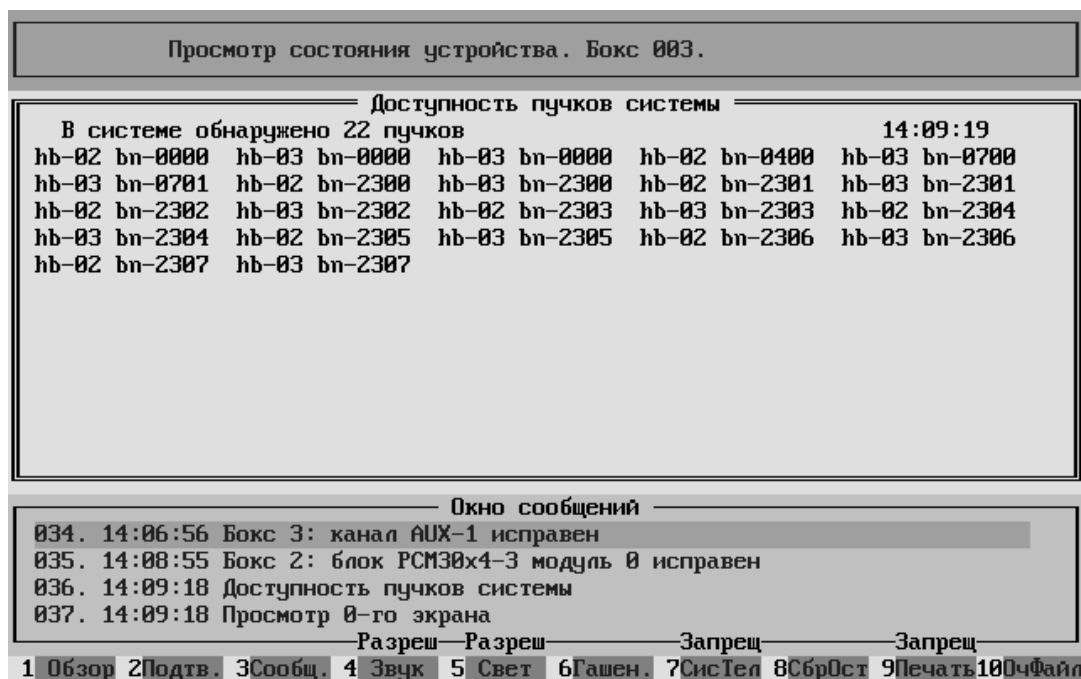 Просмотр состояния устройства. Бокс 003.
Доступность пучков системы
В системе обнаружено 22 пучков 14:09:19
hb-02 bn-0000 hb-03 bn-0000 hb-03 bn-0000 hb-02 bn-0400 hb-03 bn-0700
hb-03 bn-0701 hb-02 bn-2300 hb-03 bn-2300 hb-02 bn-2301 hb-03 bn-2301
hb-02 bn-2302 hb-03 bn-2302 hb-02 bn-2303 hb-03 bn-2303 hb-02 bn-2304
hb-03 bn-2304 hb-02 bn-2305 hb-03 bn-2305 hb-02 bn-2306 hb-03 bn-2306
hb-02 bn-2307 hb-03 bn-2307
Окно сообщений
034. 14:06:56 Бокс 3: канал AUX-1 исправен
035. 14:08:55 Бокс 2: блок PCM30x4-3 модуль 0 исправен
036. 14:09:18 Доступность пучков системы
037. 14:09:18 Просмотр 0-го экрана
Разреш Разреш Запрещ Запрещ
1 Обзор 2Подтв. 3Сообщ. 4 Звук 5 Свет 6Гашен. 7СисТел 8СбрОст 9Печать10ОчФайл